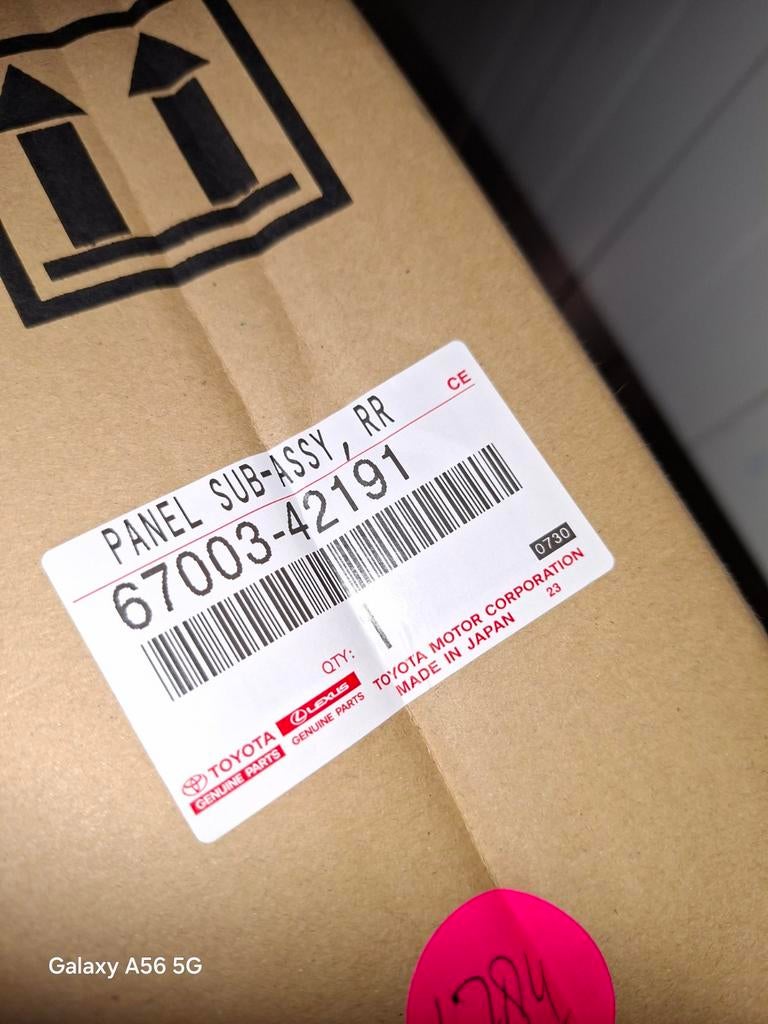 PANEL SUB-ASSY, RR
CE
67003-42191
0730
QTY: 1
TOYOTA MOTOR CORPORATION
MADE IN JAPAN 23
TOYOTA
GENUINE PARTS
LEXUS
GENUINE PARTS
Galaxy A56 5G